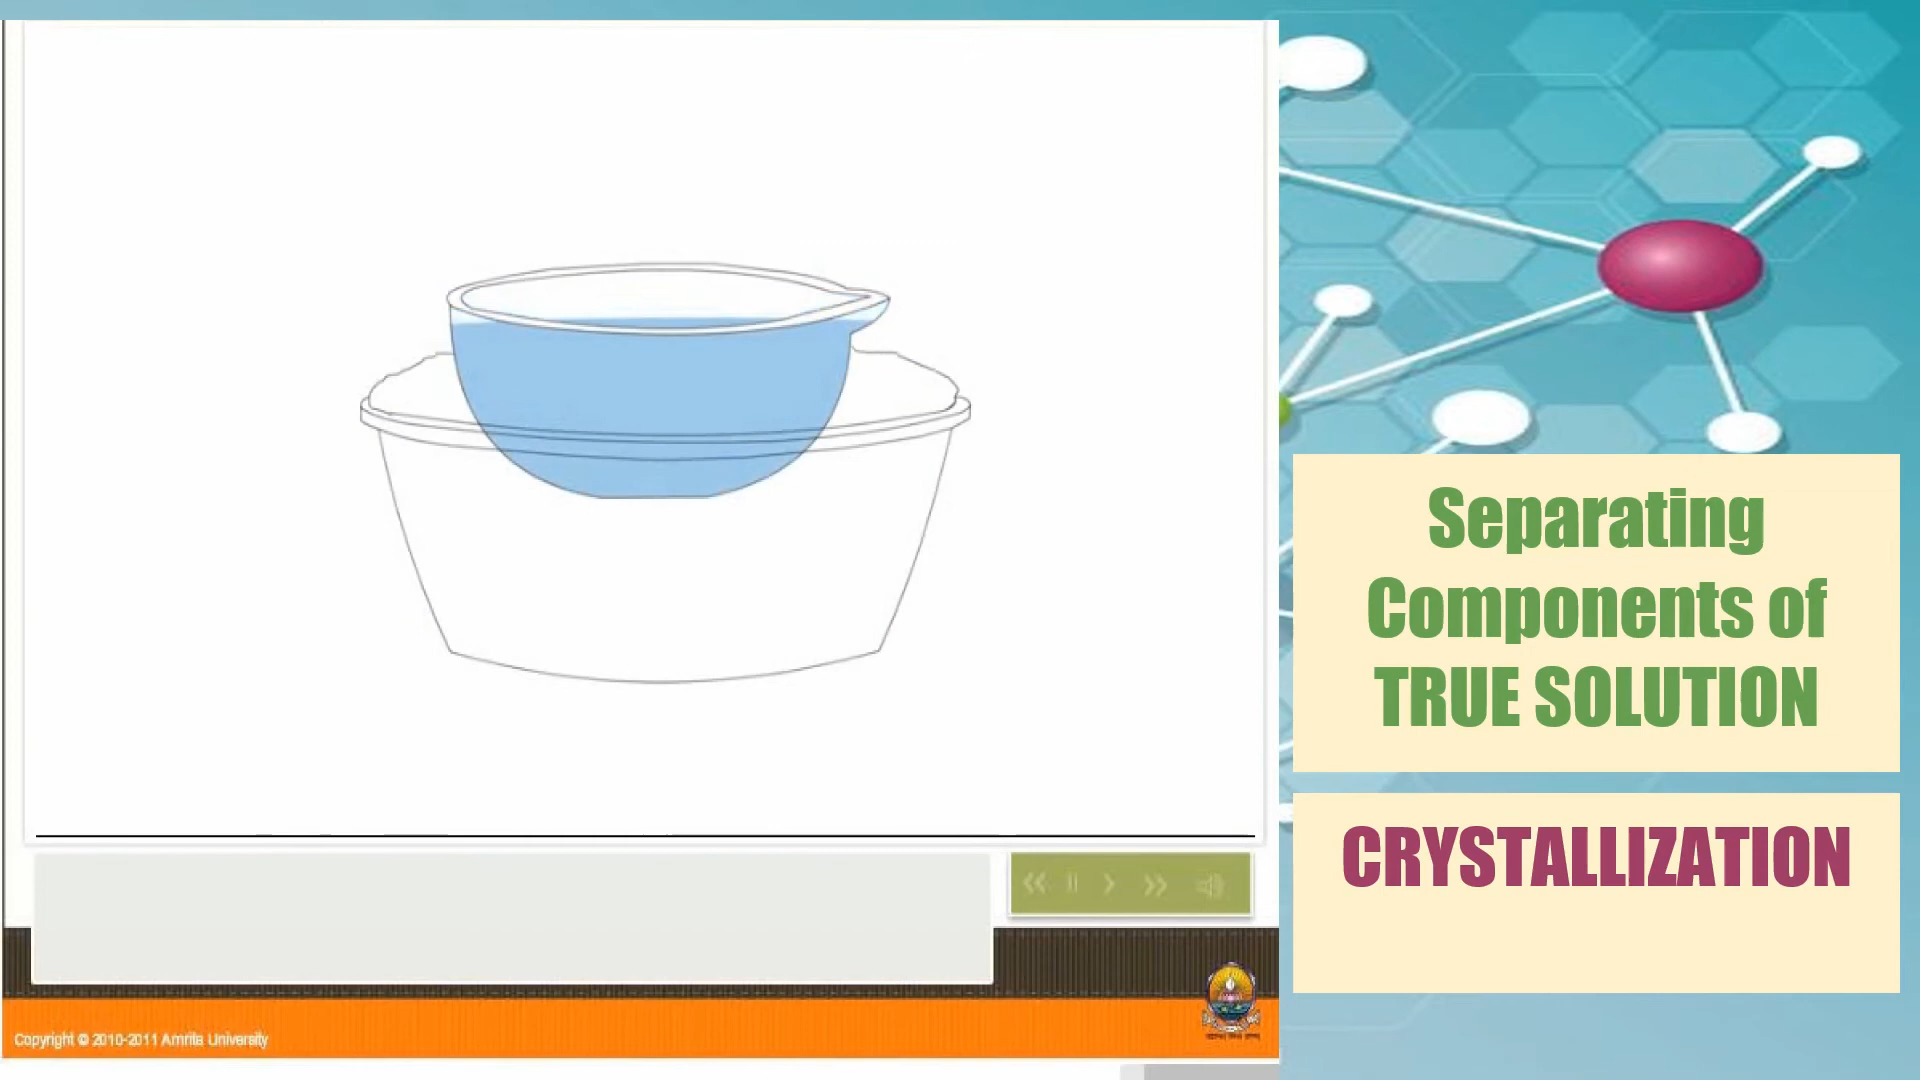 Separating
Components of
TRUE SOLUTION
CRYSTALLIZATION
Copyright © 2010-2011 Amrita University